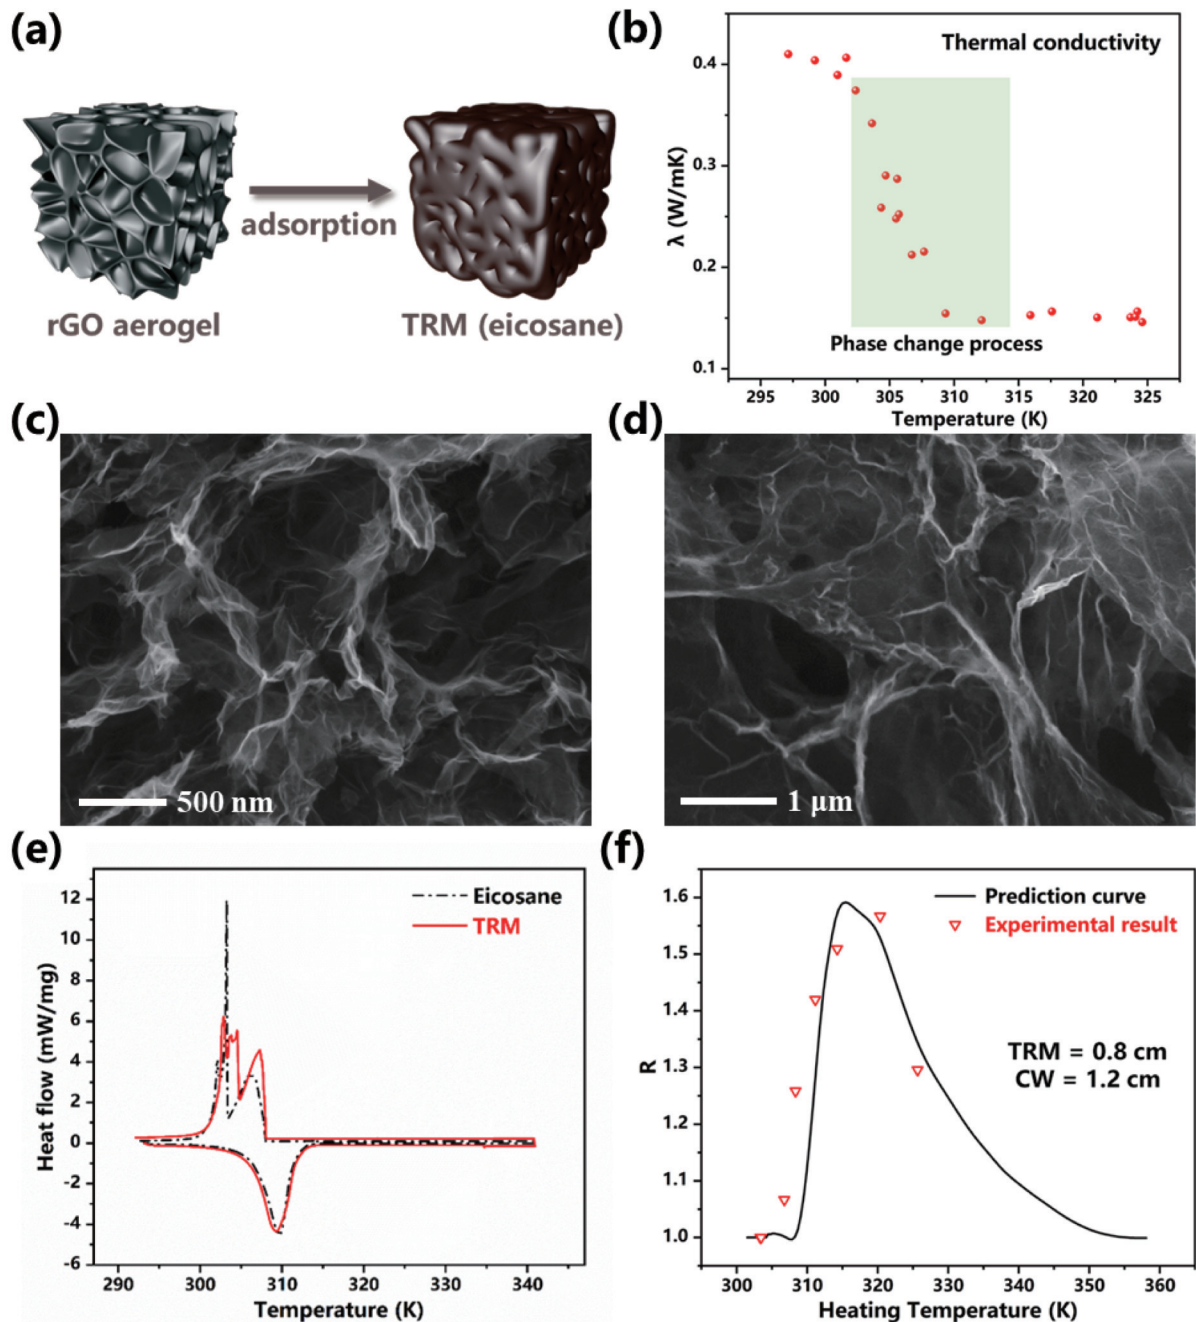 (a)
rGO aerogel
adsorption
TRM (eicosane)
(b)
Thermal conductivity
λ (W/mK)
0.4
0.3
0.2
0.1
Phase change process
295 300 305 310 315 320 325
Temperature (K)
(c)
500 nm
(d)
1 μm
(e)
Eicosane
TRM
Heat flow (mW/mg)
12
10
8
6
4
2
0
-2
-4
-6
290 300 310 320 330 340
Temperature (K)
(f)
Prediction curve
Experimental result
TRM = 0.8 cm
CW = 1.2 cm
R
1.6
1.5
1.4
1.3
1.2
1.1
1.0
300 310 320 330 340 350 360
Heating Temperature (K)